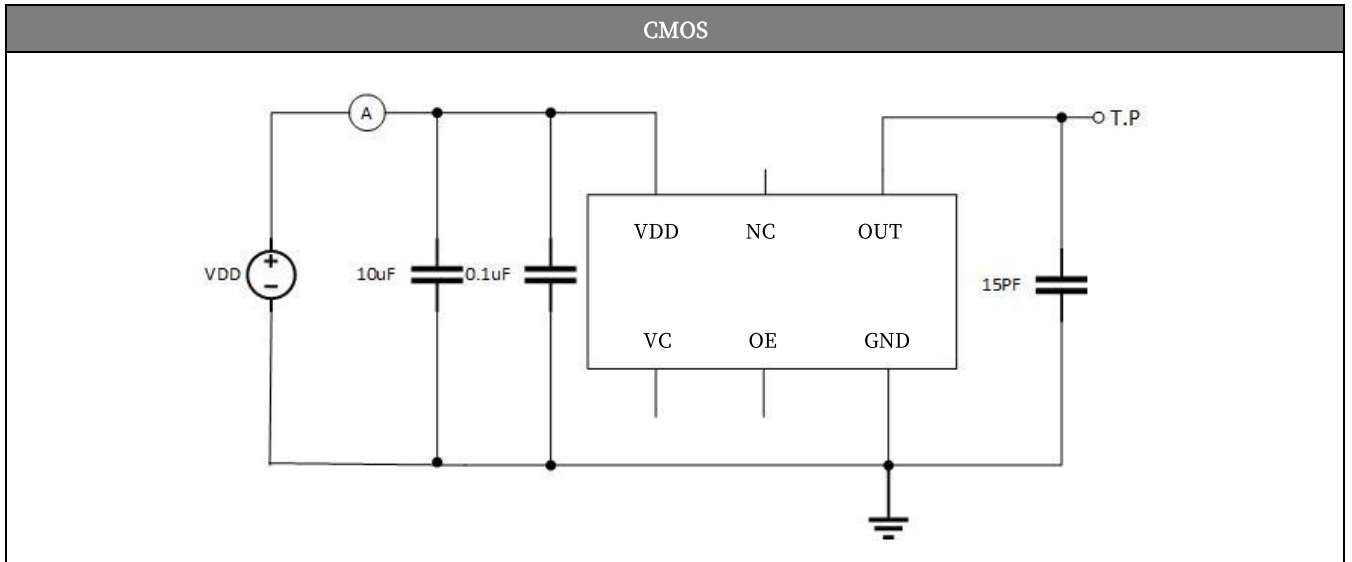 CMOS
A
T.P
VDD NC OUT
VDD 10uF 0.1uF 15PF
VC OE GND